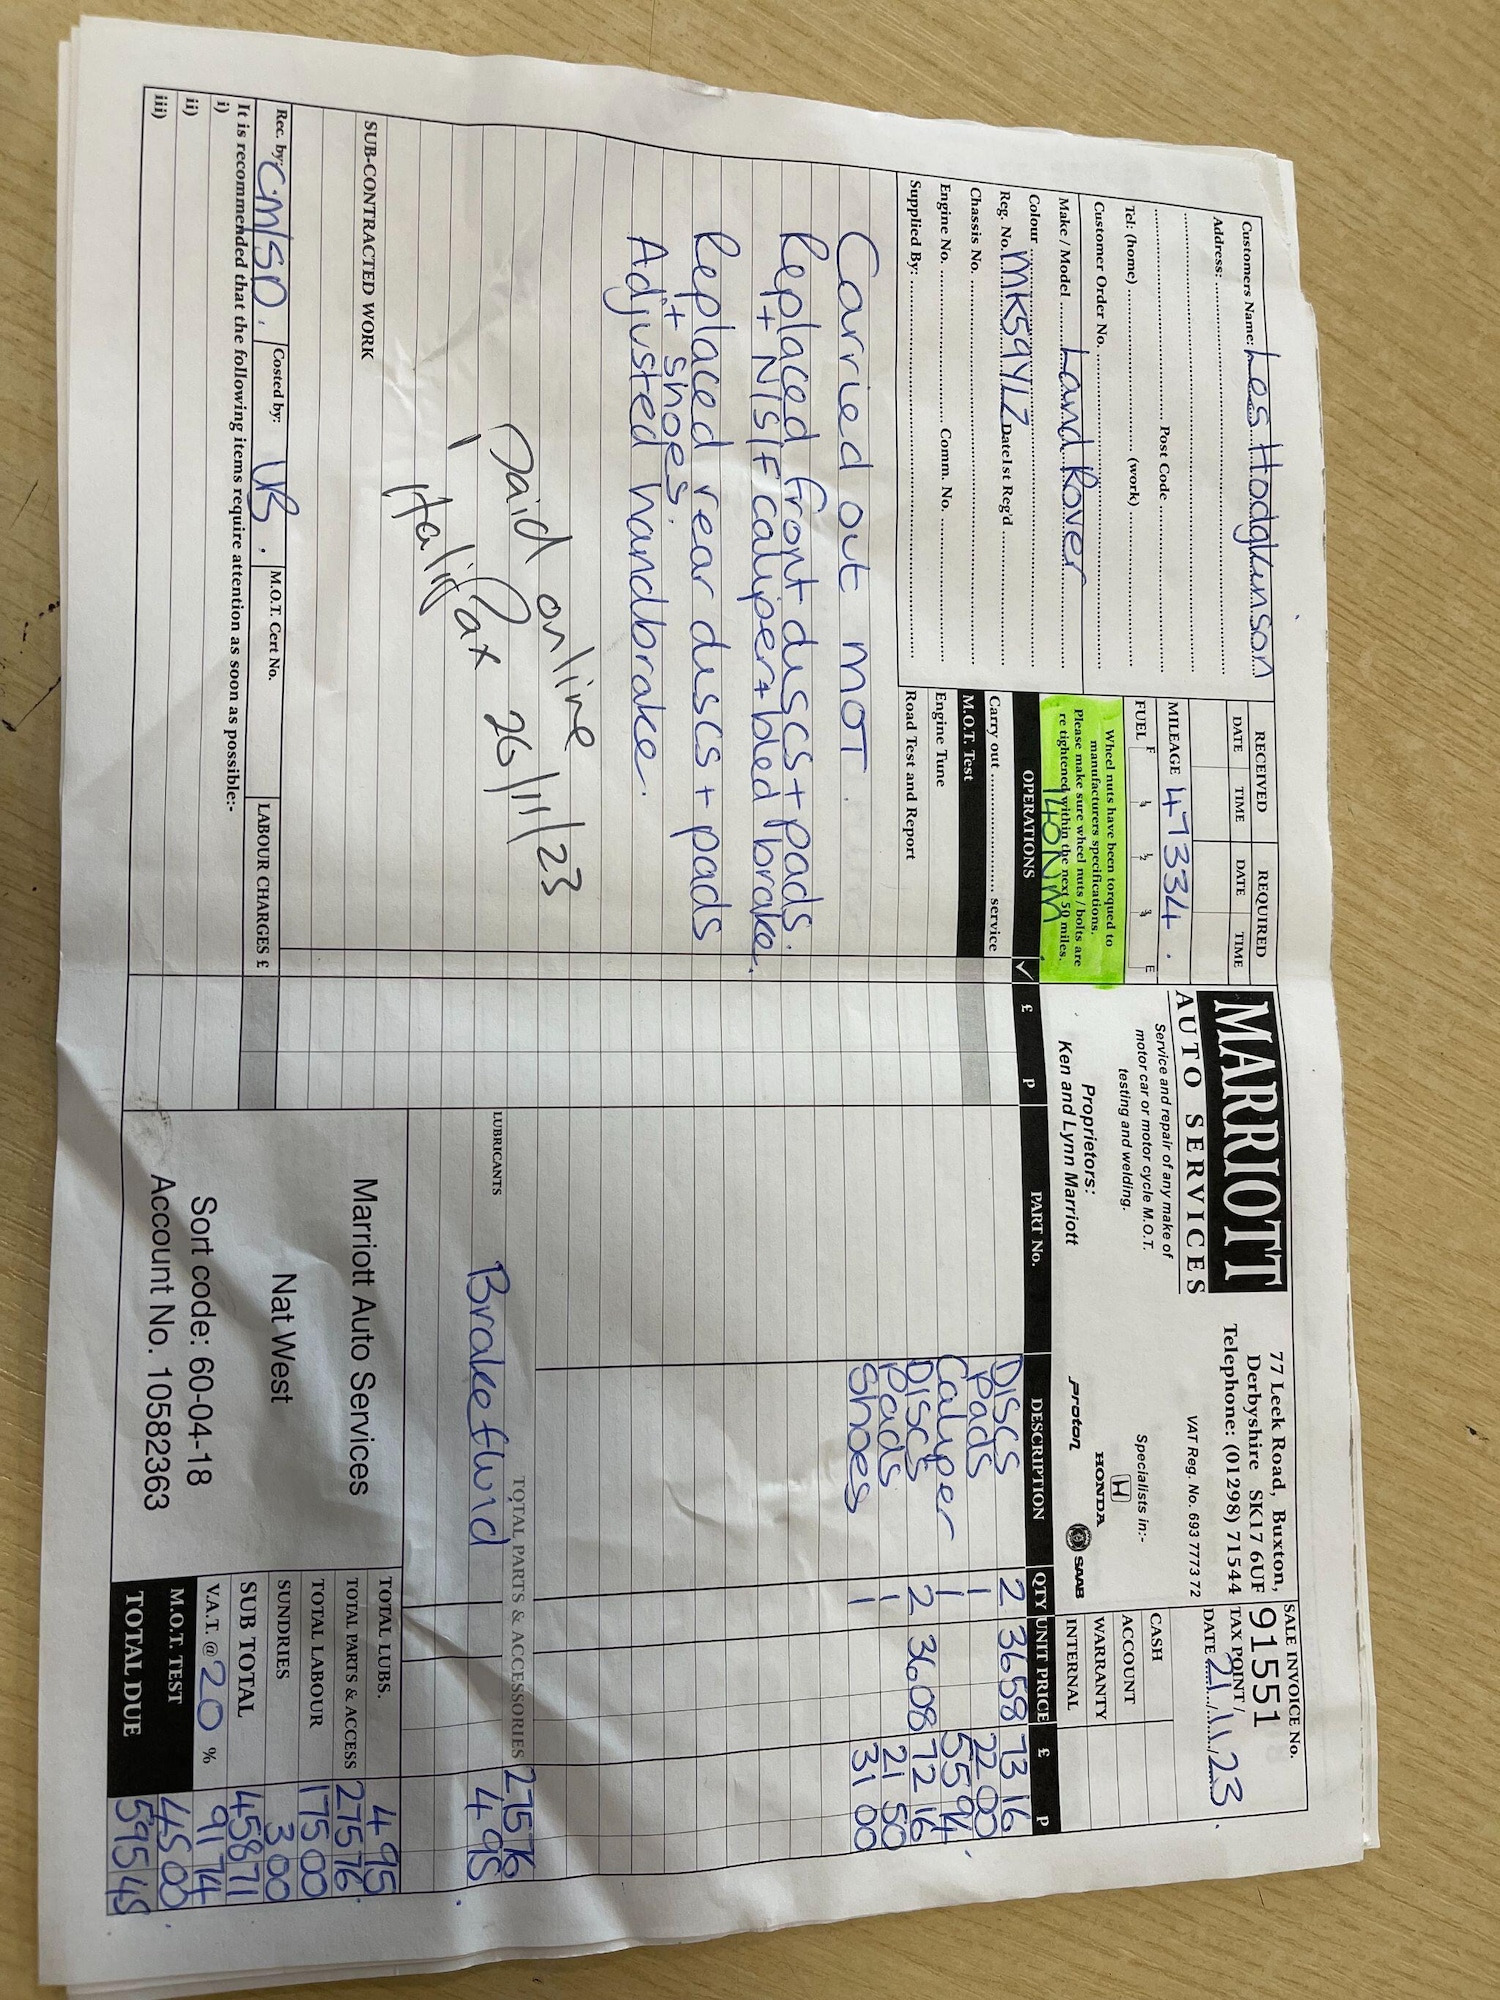 Customers Name: Les Hodgkinson
Address:
Post Code
Tel: (home) (work)
Customer Order No.
Make / Model Land Rover
Colour
Reg. No. MK59YLZ Date 1st Reg'd
Chassis No.
Engine No. Comm. No.
Supplied By:
RECEIVED REQUIRED
DATE TIME DATE TIME
MILEAGE 47334.
FUEL F ¼ ½ ¾ E
Wheel nuts have been torqued to
manufacturers specifications.
Please make sure wheel nuts / bolts are
re tightened within the next 50 miles.
140NM
MARRIOTT
AUTO SERVICES
Service and repair of any make of
motor car or motor cycle M.O.T.
testing and welding.
Proprietors:
Ken and Lynn Marriott
77 Leek Road, Buxton,
Derbyshire SK17 6UF
Telephone: (01298) 71544
VAT Reg. No. 693 7773 72
Specialists in:-
HONDA
proton
SAAB
SALE INVOICE No.
91551
TAX POINT /
DATE 21/11/23
CASH
ACCOUNT
WARRANTY
INTERNAL
OPERATIONS ✓ £ P
Carry out service
M.O.T. Test
Engine Tune
Road Test and Report
Carried out MOT.
Replaced front discs + pads.
+ N/S/F caliper + bled brake.
Replaced rear discs + pads
+ shoes.
Adjusted handbrake.
Paid online
Halifax 26/11/23
SUB-CONTRACTED WORK
Rec. by: CM/SD. Costed by: M.O.T. Cert No. LABOUR CHARGES £
It is recommended that the following items require attention as soon as possible:-
i)
ii)
iii)
PART No. DESCRIPTION QTY UNIT PRICE £ P
Discs 2 36 58 73 16
Pads 1 22 00
Caliper 1 55 94
Discs 2 36 08 72 16
Pads 1 21 50
Shoes 1 31 00
TOTAL PARTS & ACCESSORIES 275 76
LUBRICANTS
Brake fluid 4 95
Marriott Auto Services
Nat West
Sort code: 60-04-18
Account No. 10582363
TOTAL LUBS. 4 95
TOTAL PARTS & ACCESS 275 76
TOTAL LABOUR 175 00
SUNDRIES 3 00
SUB TOTAL 458 71
V.A.T. @ 20 % 91 74
M.O.T. TEST 45 00
TOTAL DUE 595 45